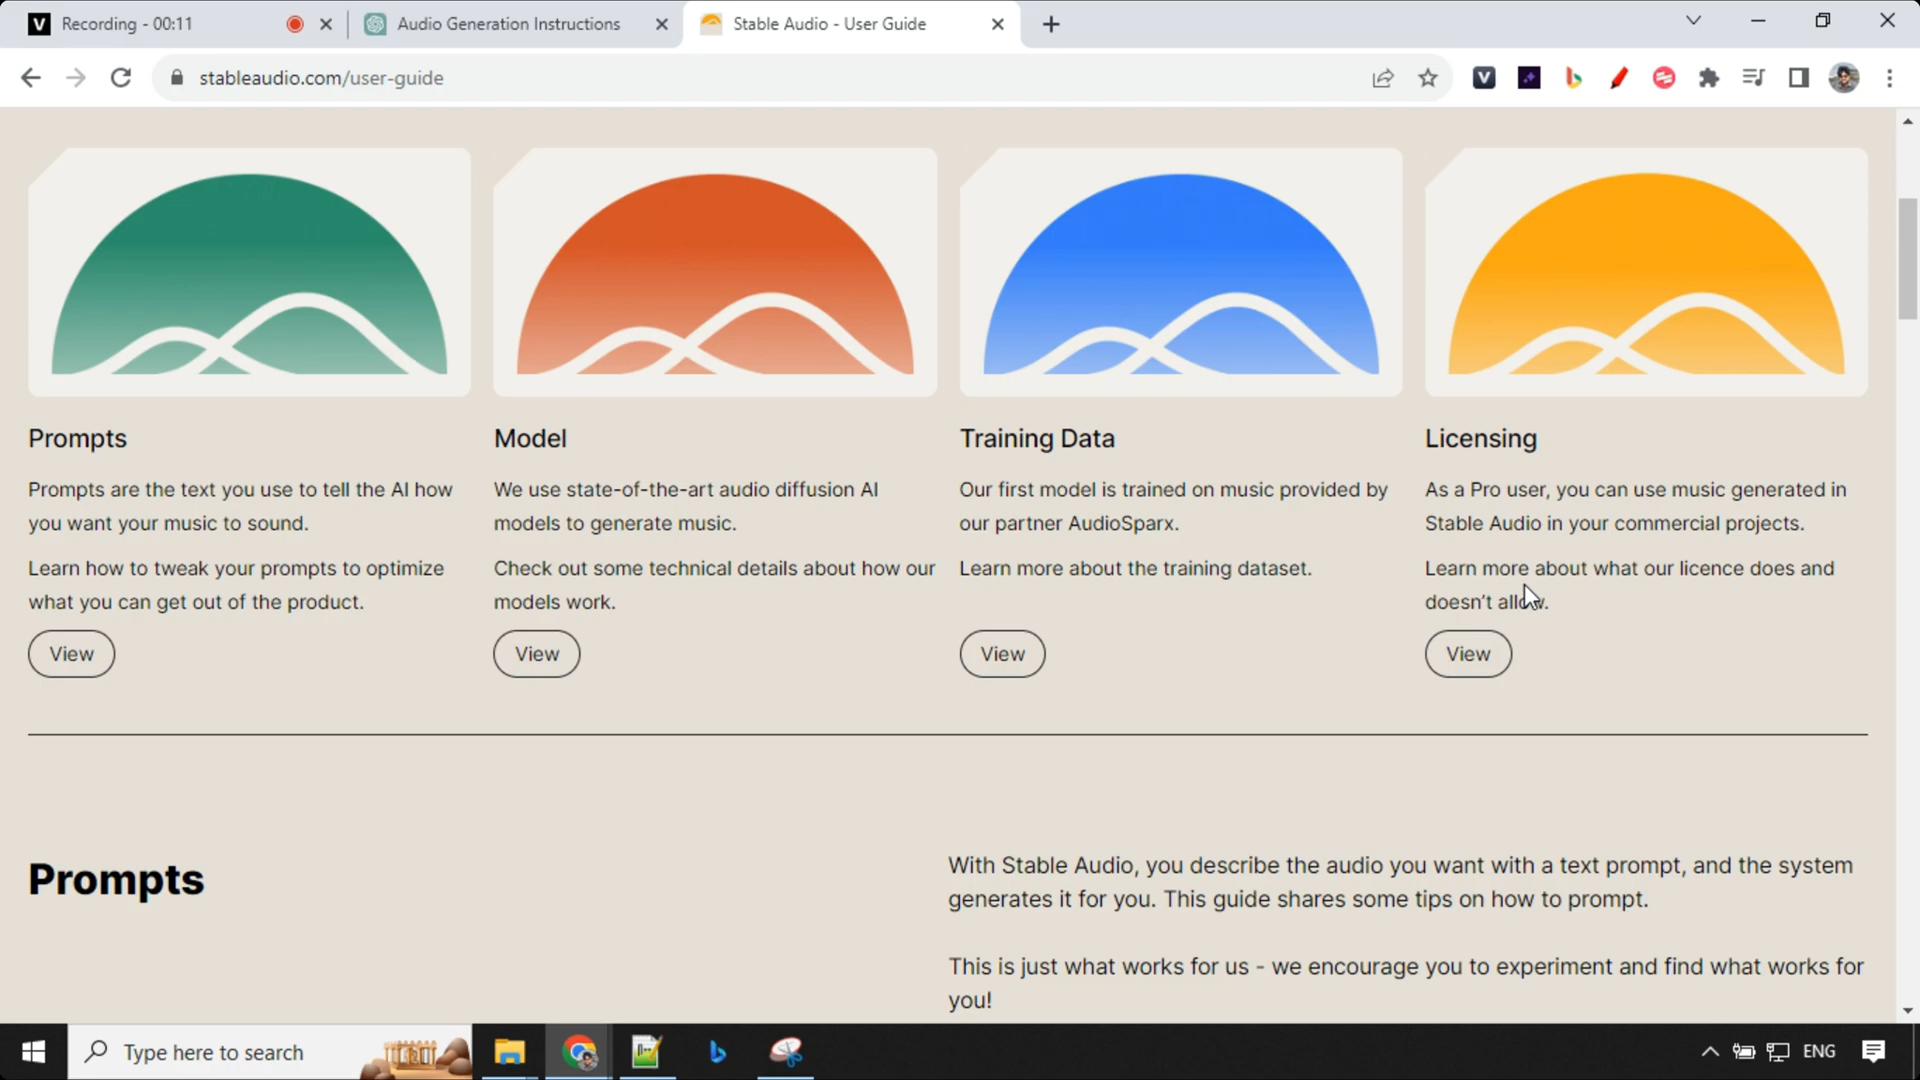 Recording - 00:11
Audio Generation Instructions
Stable Audio - User Guide
stableaudio.com/user-guide
Prompts
Prompts are the text you use to tell the AI how
you want your music to sound.
Learn how to tweak your prompts to optimize
what you can get out of the product.
View
Model
We use state-of-the-art audio diffusion AI
models to generate music.
Check out some technical details about how our
models work.
View
Training Data
Our first model is trained on music provided by
our partner AudioSparx.
Learn more about the training dataset.
View
Licensing
As a Pro user, you can use music generated in
Stable Audio in your commercial projects.
Learn more about what our licence does and
doesn't allow.
View
Prompts
With Stable Audio, you describe the audio you want with a text prompt, and the system
generates it for you. This guide shares some tips on how to prompt.
This is just what works for us - we encourage you to experiment and find what works for
you!
Type here to search
ENG